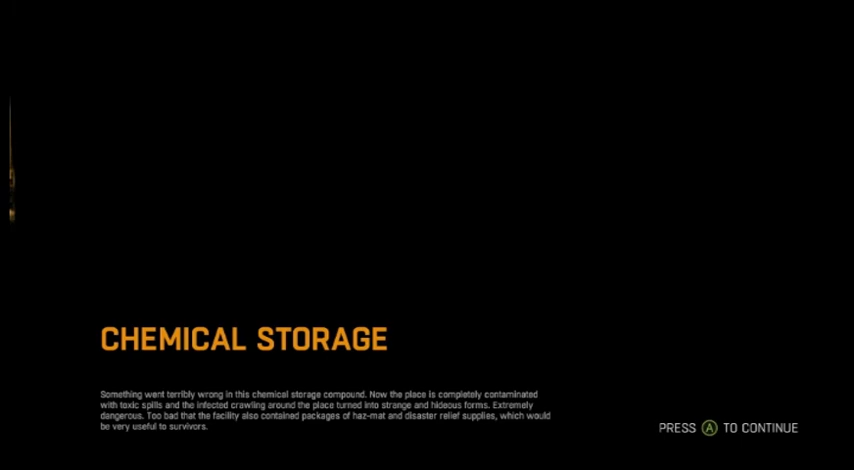 CHEMICAL STORAGE
Something went terribly wrong in this chemical storage compound. Now the place is completely contaminated
with toxic spills and the infected crawling around the place turned into strange and hideous forms. Extremely
dangerous. Too bad that the facility also contained packages of haz-mat and disaster relief supplies, which would
be very useful to survivors.
PRESS A TO CONTINUE